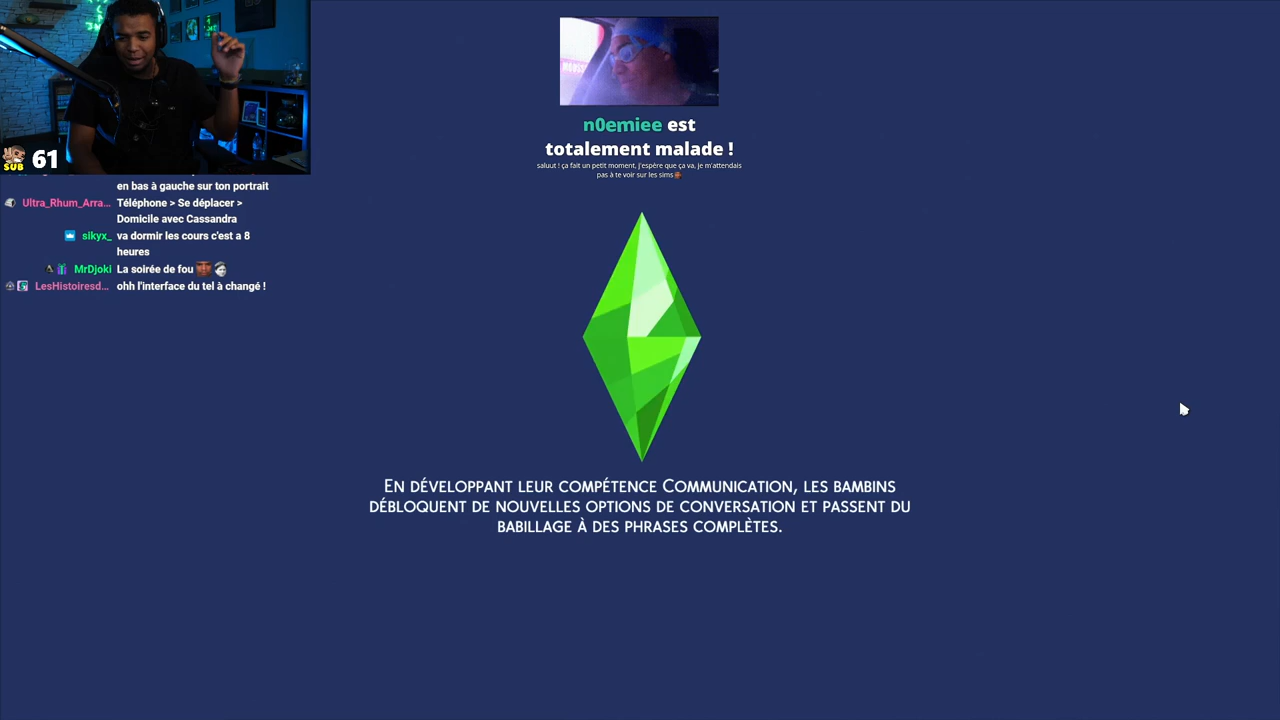 SUB 61
en bas à gauche sur ton portrait
Ultra_Rhum_Arra... Téléphone > Se déplacer >
Domicile avec Cassandra
sikyx_ va dormir les cours c'est a 8
heures
MrDjoki La soirée de fou
LesHistoiresd... ohh l'interface du tel à changé !
n0emiee est
totalement malade !
saluut ! ça fait un petit moment, j'espère que ça va, je m'attendais
pas à te voir sur les sims
En développant leur compétence Communication, les bambins
débloquent de nouvelles options de conversation et passent du
babillage à des phrases complètes.